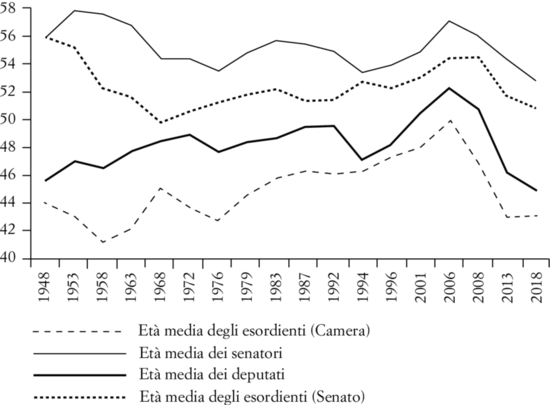 58
56
54
52
50
48
46
44
42
40
1948 1953 1958 1963 1968 1972 1976 1979 1983 1987 1992 1994 1996 2001 2006 2008 2013 2018
Età media degli esordienti (Camera)
Età media dei senatori
Età media dei deputati
Età media degli esordienti (Senato)